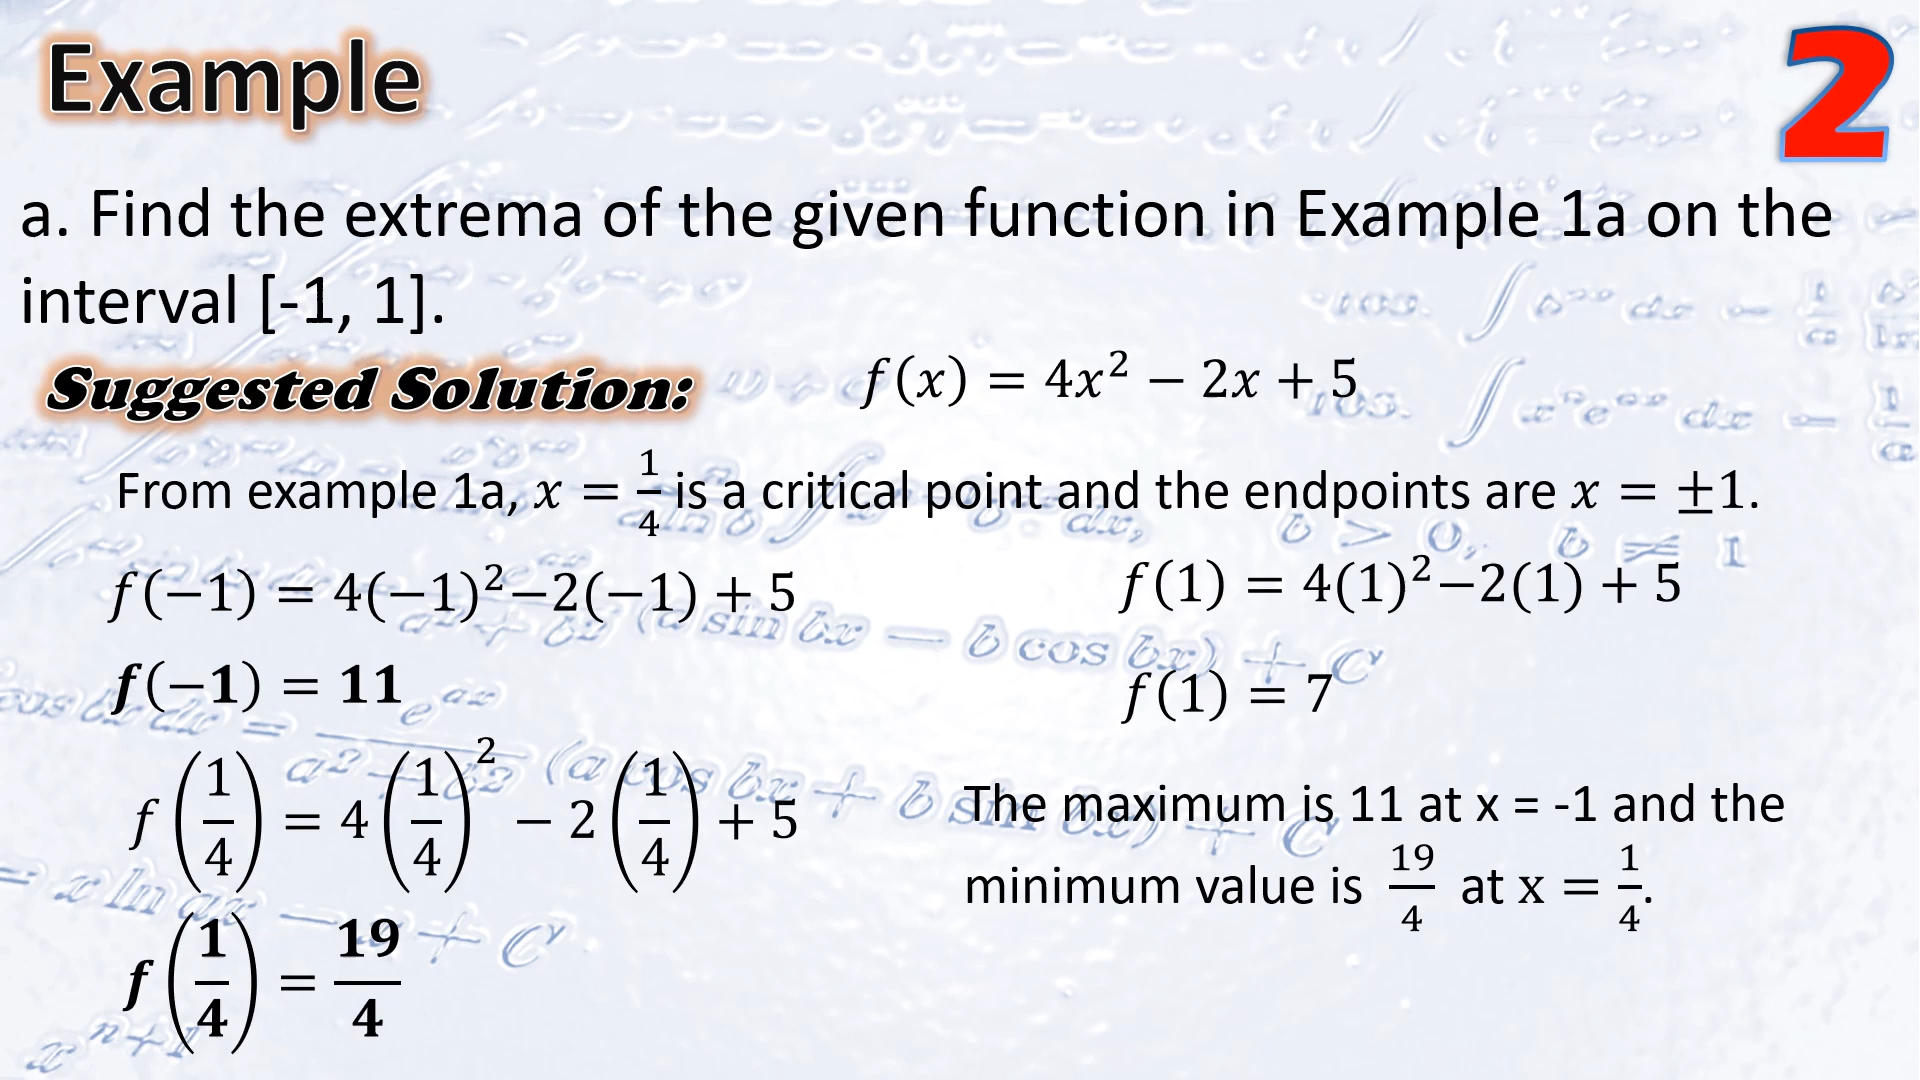 Example
2
a. Find the extrema of the given function in Example 1a on the
interval [-1, 1].
Suggested Solution:
f(x) = 4x² − 2x + 5
From example 1a, x = 1/4 is a critical point and the endpoints are x = ±1.
f(−1) = 4(−1)²−2(−1) + 5
f(−1) = 11
f(1/4) = 4(1/4)² − 2(1/4) + 5
f(1/4) = 19/4
f(1) = 4(1)²−2(1) + 5
f(1) = 7
The maximum is 11 at x = -1 and the
minimum value is 19/4 at x = 1/4.